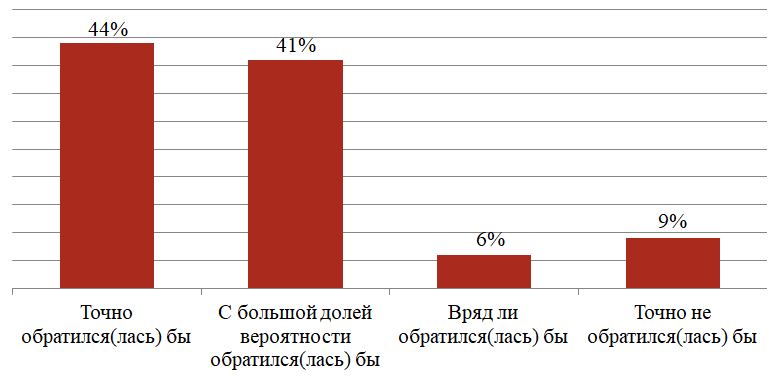 44%
41%
6%
9%
Точно
обратился(лась) бы
С большой долей
вероятности
обратился(лась) бы
Вряд ли
обратился(лась) бы
Точно не
обратился(лась) бы